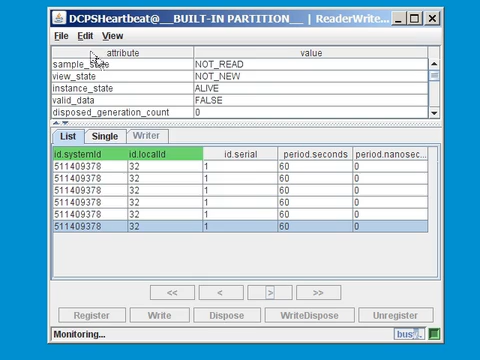 DCPSHeartbeat@__BUILT-IN PARTITION__ | ReaderWrite...
File Edit View
attribute value
sample_state NOT_READ
view_state NOT_NEW
instance_state ALIVE
valid_data FALSE
disposed_generation_count 0
List Single Writer
id.systemId id.localId id.serial period.seconds period.nanosec...
511409378 32 1 60 0
511409378 32 1 60 0
511409378 32 1 60 0
511409378 32 1 60 0
511409378 32 1 60 0
511409378 32 1 60 0
<< < > >>
Register Write Dispose WriteDispose Unregister
Monitoring...